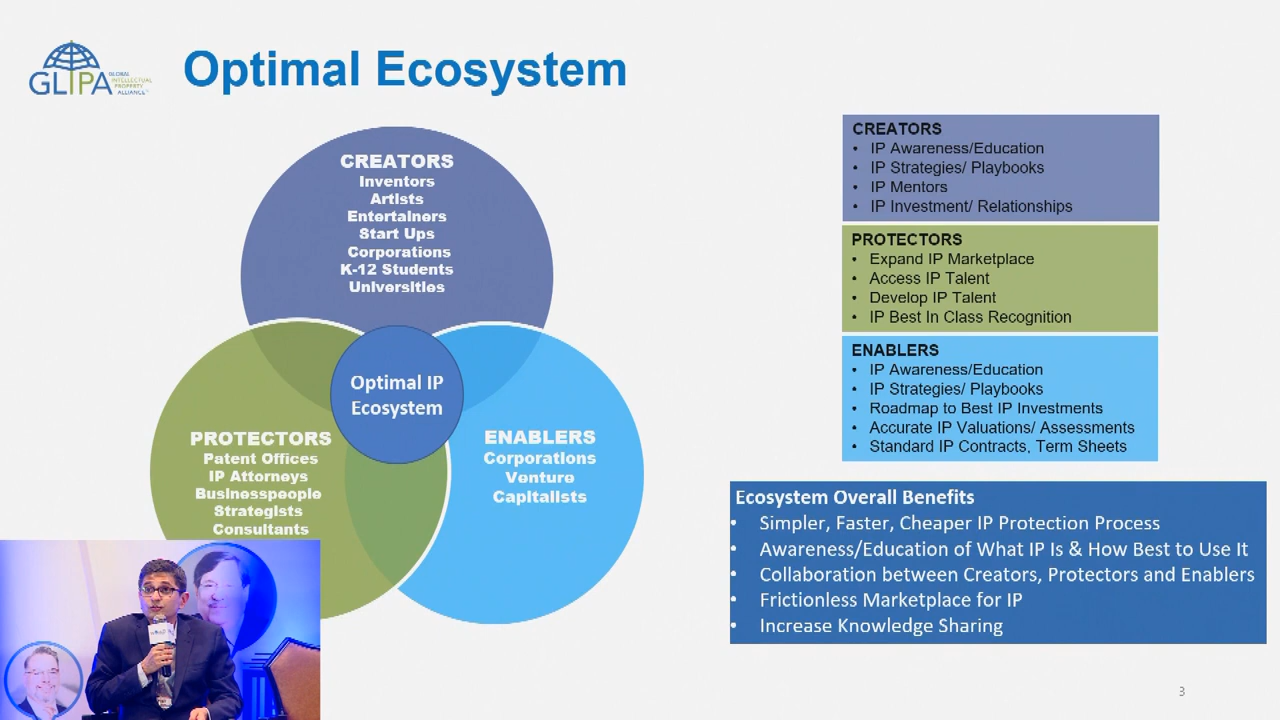 GLIPA GLOBAL
INTELLECTUAL
PROPERTY
ALLIANCE
Optimal Ecosystem
CREATORS
Inventors
Artists
Entertainers
Start Ups
Corporations
K-12 Students
Universities
Optimal IP
Ecosystem
PROTECTORS
Patent Offices
IP Attorneys
Businesspeople
Strategists
Consultants
ENABLERS
Corporations
Venture
Capitalists
CREATORS
• IP Awareness/Education
• IP Strategies/ Playbooks
• IP Mentors
• IP Investment/ Relationships
PROTECTORS
• Expand IP Marketplace
• Access IP Talent
• Develop IP Talent
• IP Best In Class Recognition
ENABLERS
• IP Awareness/Education
• IP Strategies/ Playbooks
• Roadmap to Best IP Investments
• Accurate IP Valuations/ Assessments
• Standard IP Contracts, Term Sheets
Ecosystem Overall Benefits
• Simpler, Faster, Cheaper IP Protection Process
• Awareness/Education of What IP Is & How Best to Use It
• Collaboration between Creators, Protectors and Enablers
• Frictionless Marketplace for IP
• Increase Knowledge Sharing
3